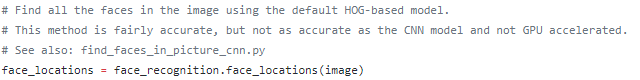 # Find all the faces in the image using the default HOG-based model.
# This method is fairly accurate, but not as accurate as the CNN model and not GPU accelerated.
# See also: find_faces_in_picture_cnn.py
face_locations = face_recognition.face_locations(image)